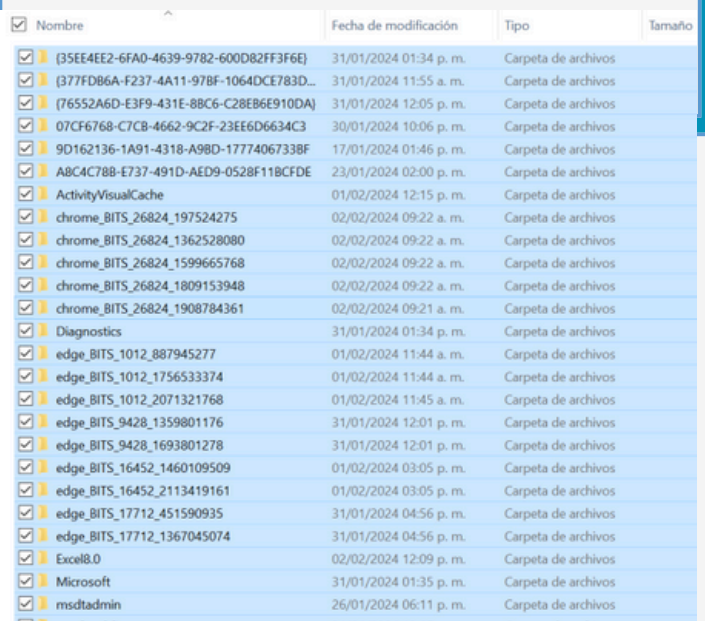 Nombre Fecha de modificación Tipo Tamaño
{35EE4EE2-6FA0-4639-9782-600D82FF3F6E} 31/01/2024 01:34 p. m. Carpeta de archivos
{377FDB6A-F237-4A11-97BF-1064DCE783D... 31/01/2024 11:55 a. m. Carpeta de archivos
{76552A6D-E3F9-431E-8BC6-C28EB6E910DA} 31/01/2024 12:05 p. m. Carpeta de archivos
07CF6768-C7CB-4662-9C2F-23EE6D6634C3 30/01/2024 10:06 p. m. Carpeta de archivos
9D162136-1A91-4318-A9BD-1777406733BF 17/01/2024 01:46 p. m. Carpeta de archivos
A8C4C78B-E737-491D-AED9-0528F11BCFDE 23/01/2024 02:00 p. m. Carpeta de archivos
ActivityVisualCache 01/02/2024 12:15 p. m. Carpeta de archivos
chrome_BITS_26824_197524275 02/02/2024 09:22 a. m. Carpeta de archivos
chrome_BITS_26824_1362528080 02/02/2024 09:22 a. m. Carpeta de archivos
chrome_BITS_26824_1599665768 02/02/2024 09:22 a. m. Carpeta de archivos
chrome_BITS_26824_1809153948 02/02/2024 09:22 a. m. Carpeta de archivos
chrome_BITS_26824_1908784361 02/02/2024 09:21 a. m. Carpeta de archivos
Diagnostics 31/01/2024 01:34 p. m. Carpeta de archivos
edge_BITS_1012_887945277 01/02/2024 11:44 a. m. Carpeta de archivos
edge_BITS_1012_1756533374 01/02/2024 11:44 a. m. Carpeta de archivos
edge_BITS_1012_2071321768 01/02/2024 11:45 a. m. Carpeta de archivos
edge_BITS_9428_1359801176 31/01/2024 12:01 p. m. Carpeta de archivos
edge_BITS_9428_1693801278 31/01/2024 12:01 p. m. Carpeta de archivos
edge_BITS_16452_1460109509 01/02/2024 03:05 p. m. Carpeta de archivos
edge_BITS_16452_2113419161 01/02/2024 03:05 p. m. Carpeta de archivos
edge_BITS_17712_451590935 31/01/2024 04:56 p. m. Carpeta de archivos
edge_BITS_17712_1367045074 31/01/2024 04:56 p. m. Carpeta de archivos
Excel8.0 02/02/2024 12:09 p. m. Carpeta de archivos
Microsoft 31/01/2024 01:35 p. m. Carpeta de archivos
msdtadmin 26/01/2024 06:11 p. m. Carpeta de archivos